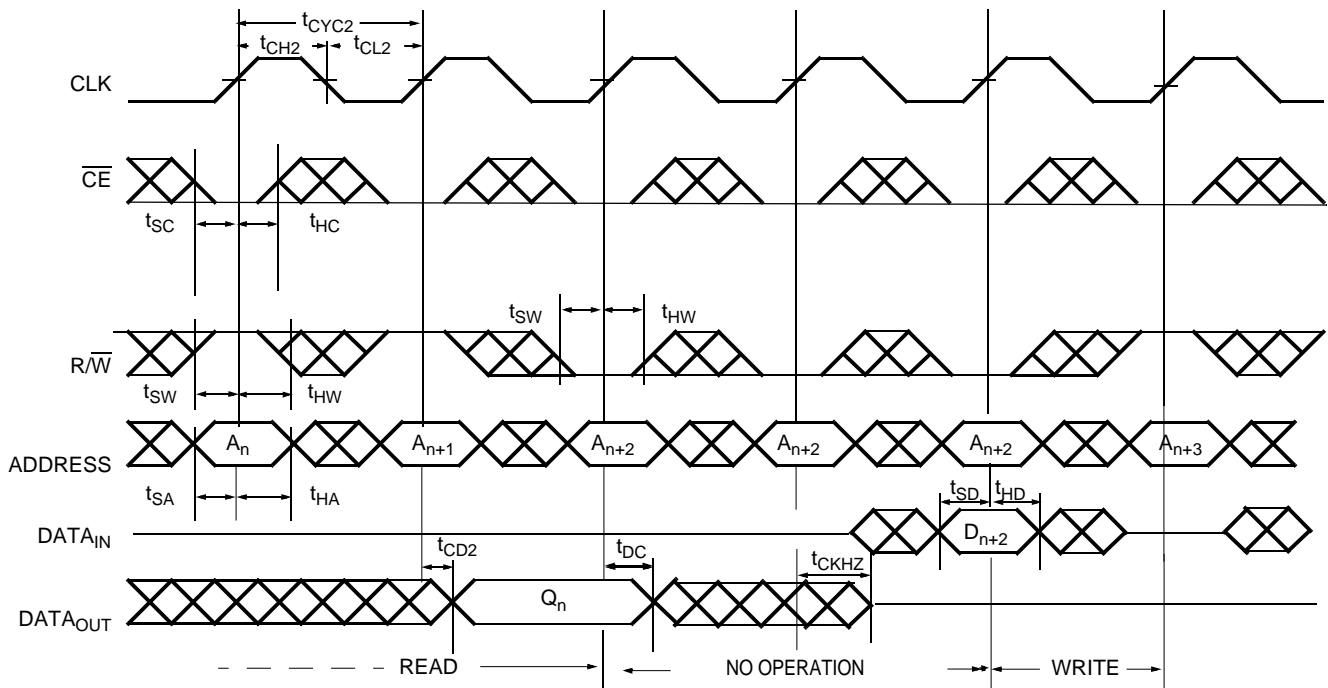 tCYC2
tCH2 tCL2
CLK
CE
tSC tHC
tSW tHW
R/W
tSW tHW
An An+1 An+2 An+2 An+2 An+3
ADDRESS
tSA tHA tSD tHD
DATAIN Dn+2
tCD2 tDC tCKHZ
Qn
DATAOUT
READ NO OPERATION WRITE